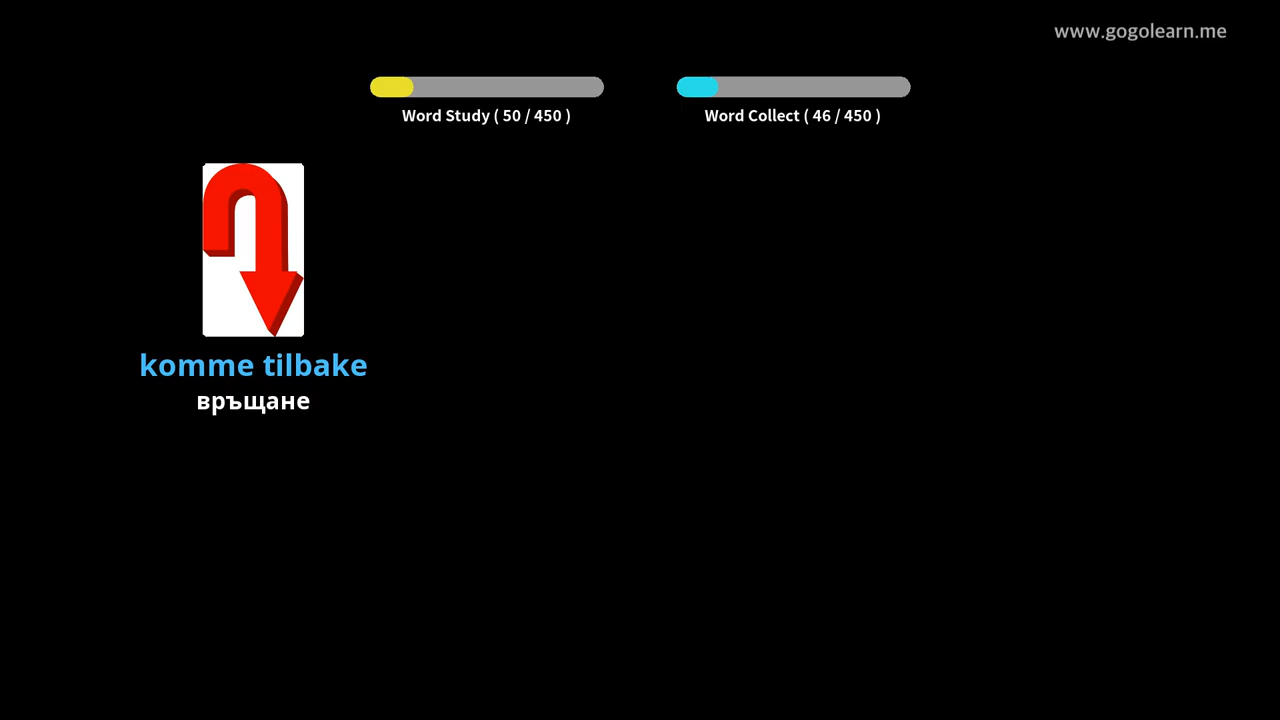 www.gogolearn.me
Word Study ( 50 / 450 )
Word Collect ( 46 / 450 )
komme tilbake
връщане